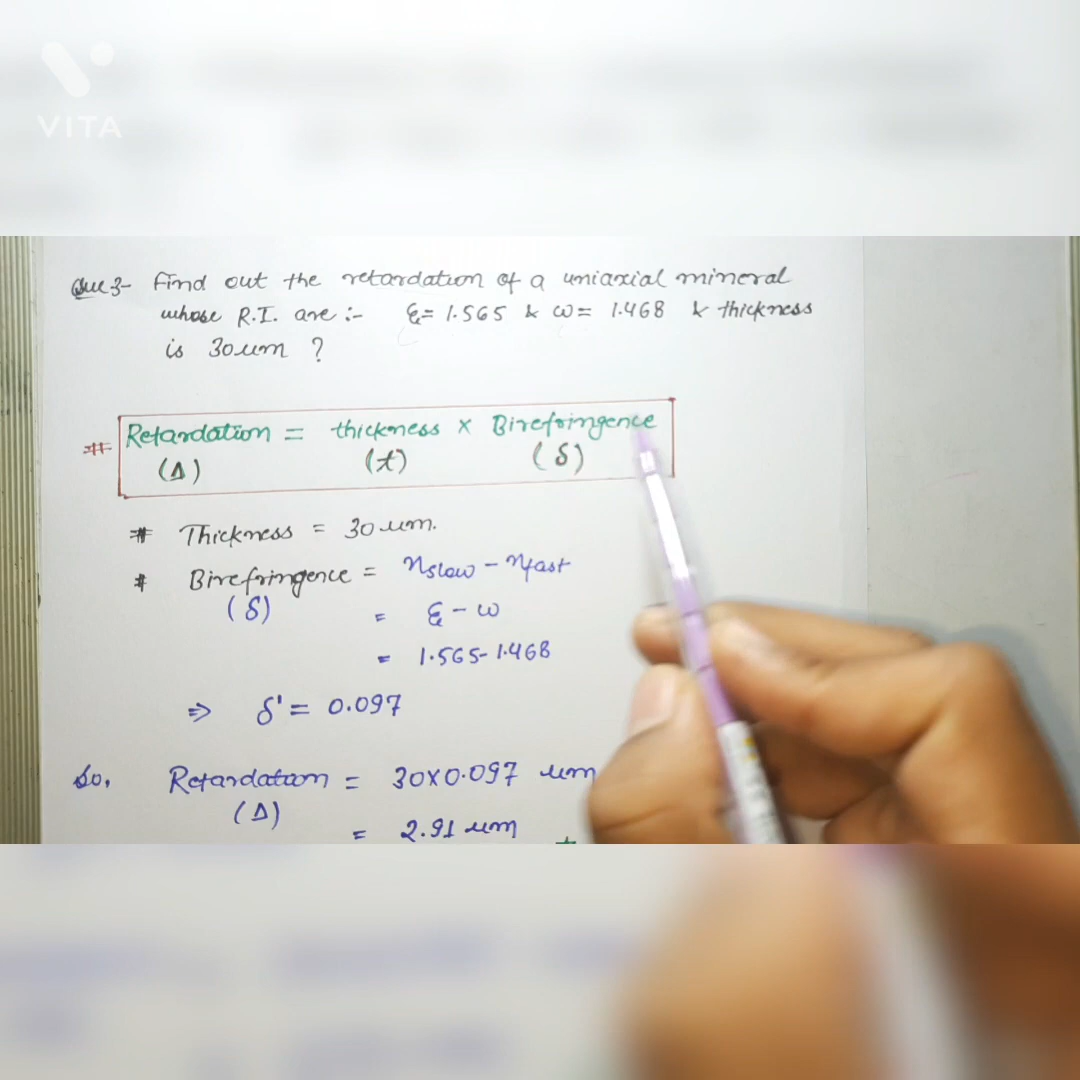 VITA
Que 3- Find out the retardation of a uniaxial mineral
whose R.I. are :- ξ = 1.565 & ω = 1.468 & thickness
is 30 um ?
# Retardation = thickness x Birefringence
(Δ) (t) (δ)
# Thickness = 30 um.
# Birefringence = nslow - nfast
(δ) = ξ - ω
= 1.565 - 1.468
⇒ δ' = 0.097
So, Retardation = 30 x 0.097 um
(Δ)
= 2.91 um